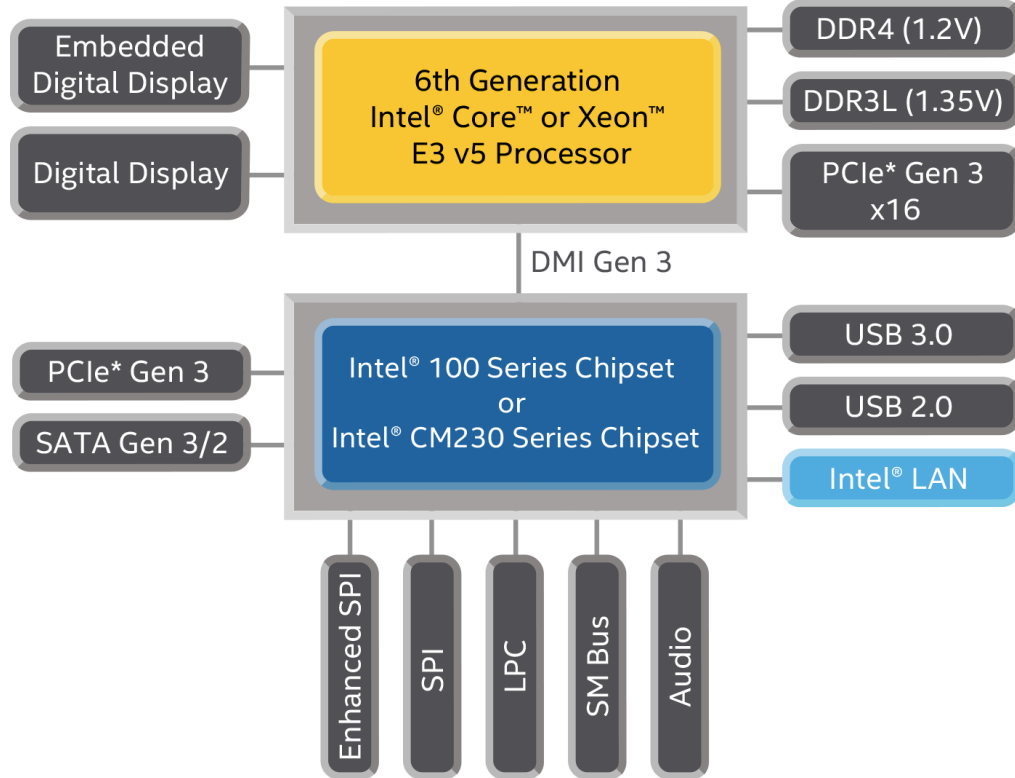 Embedded
Digital Display
Digital Display
6th Generation
Intel® Core™ or Xeon™
E3 v5 Processor
DDR4 (1.2V)
DDR3L (1.35V)
PCIe* Gen 3
x16
DMI Gen 3
PCIe* Gen 3
SATA Gen 3/2
Intel® 100 Series Chipset
or
Intel® CM230 Series Chipset
USB 3.0
USB 2.0
Intel® LAN
Enhanced SPI
SPI
LPC
SM Bus
Audio